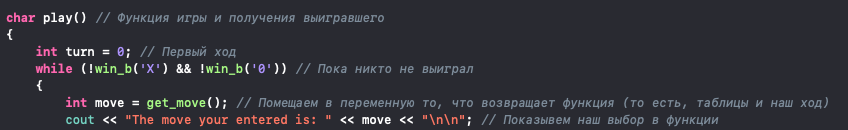 char play() // Функция игры и получения выигравшего
{
    int turn = 0; // Первый ход
    while (!win_b('X') && !win_b('0')) // Пока никто не выиграл
    {
        int move = get_move(); // Помещаем в переменную то, что возвращает функция (то есть, таблицы и наш ход)
        cout << "The move your entered is: " << move << "\n\n"; // Показывем наш выбор в функции